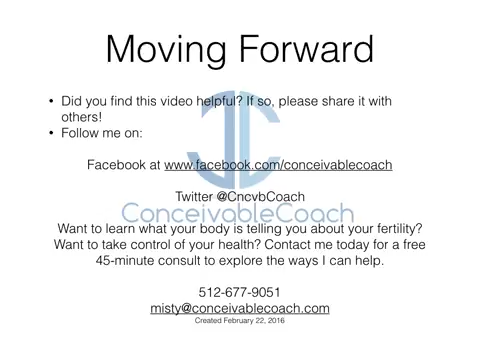 Moving Forward
• Did you find this video helpful? If so, please share it with
others!
• Follow me on:
Facebook at www.facebook.com/conceivablecoach
Twitter @CncvbCoach
ConceivableCoach
Want to learn what your body is telling you about your fertility?
Want to take control of your health? Contact me today for a free
45-minute consult to explore the ways I can help.
512-677-9051
misty@conceivablecoach.com
Created February 22, 2016